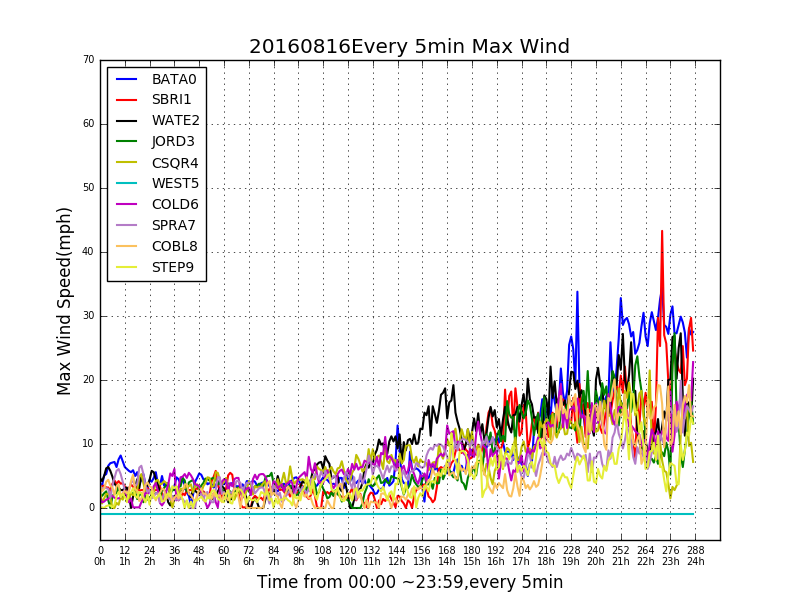 20160816Every 5min Max Wind
70
60
50
40
30
20
10
0
Max Wind Speed(mph)
BATA0
SBRI1
WATE2
JORD3
CSQR4
WEST5
COLD6
SPRA7
COBL8
STEP9
0 12 24 36 48 60 72 84 96 108 120 132 144 156 168 180 192 204 216 228 240 252 264 276 288
0h 1h 2h 3h 4h 5h 6h 7h 8h 9h 10h 11h 12h 13h 14h 15h 16h 17h 18h 19h 20h 21h 22h 23h 24h
Time from 00:00 ~23:59,every 5min